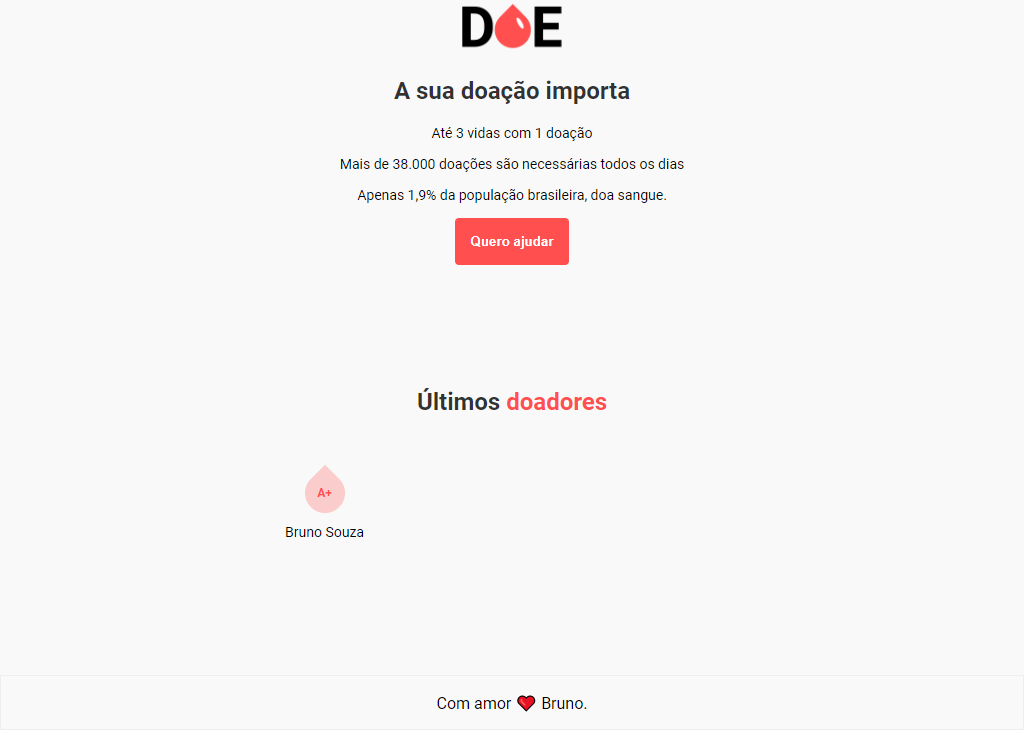 DOE
A sua doação importa
Até 3 vidas com 1 doação
Mais de 38.000 doações são necessárias todos os dias
Apenas 1,9% da população brasileira, doa sangue.
Quero ajudar
Últimos doadores
A+
Bruno Souza
Com amor ❤ Bruno.